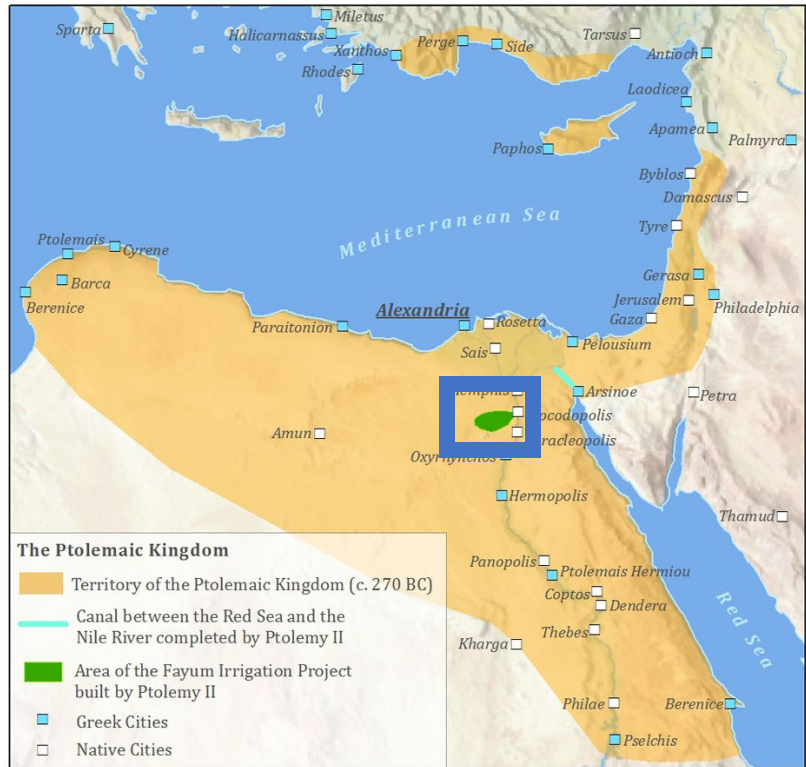 Miletus
Sparta
Halicarnassus
Perge
Side
Tarsus
Xanthos
Antioch
Rhodes
Laodicea
Apamea
Palmyra
Paphos
Byblos
Damascus
Mediterranean Sea
Tyre
Ptolemais
Cyrene
Gerasa
Barca
Jerusalem
Philadelphia
Berenice
Alexandria
Rosetta
Gaza
Paraitonion
Sais
Pelousium
Arsinoe
Petra
ocodopolis
Amun
racleopolis
Oxyrhynchos
Hermopolis
Thamud
Panopolis
Ptolemais Hermiou
Coptos
Dendera
Thebes
Red Sea
Kharga
Philae
Berenice
Pselchis
The Ptolemaic Kingdom
Territory of the Ptolemaic Kingdom (c. 270 BC)
Canal between the Red Sea and the
Nile River completed by Ptolemy II
Area of the Fayum Irrigation Project
built by Ptolemy II
Greek Cities
Native Cities